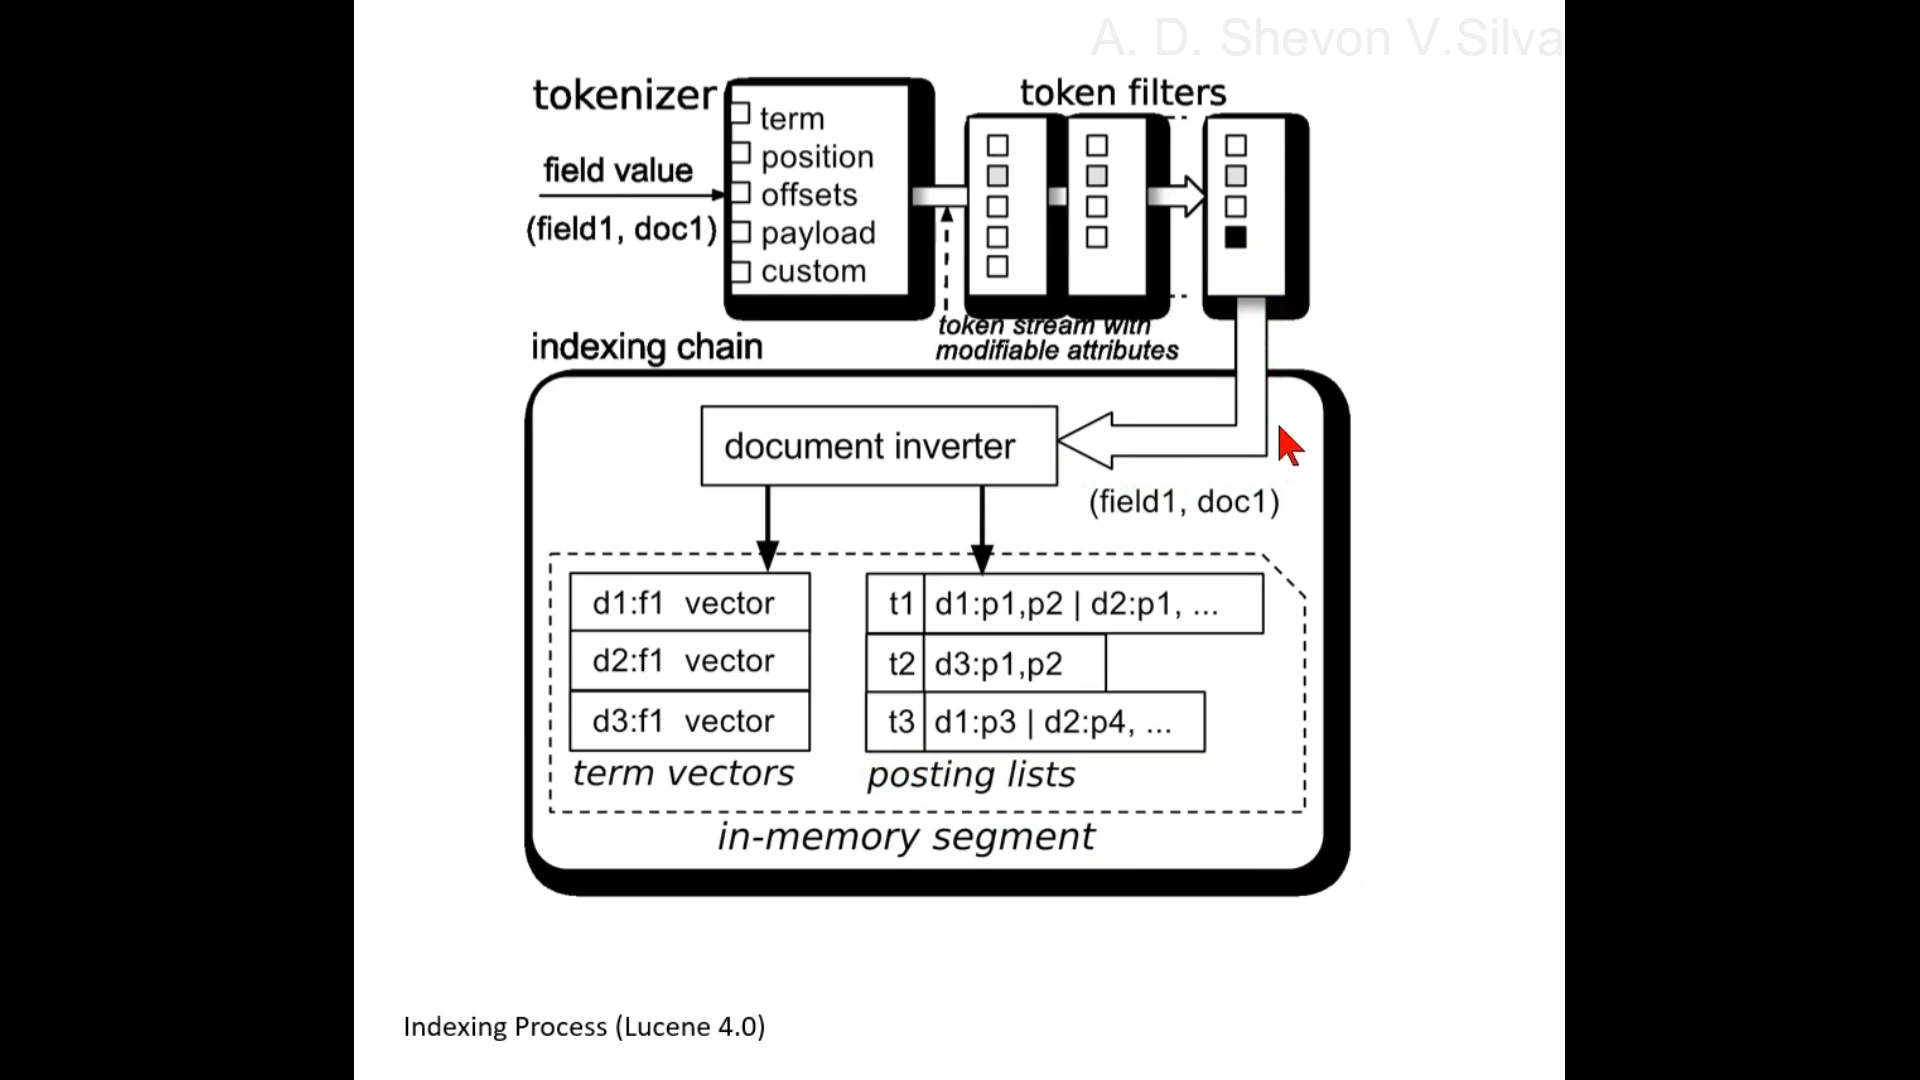 A. D. Shevon V.Silva
tokenizer
token filters
term
position
offsets
payload
custom
field value
(field1, doc1)
token stream with
modifiable attributes
indexing chain
document inverter
(field1, doc1)
d1:f1 vector
d2:f1 vector
d3:f1 vector
term vectors
t1 d1:p1,p2 | d2:p1, ...
t2 d3:p1,p2
t3 d1:p3 | d2:p4, ...
posting lists
in-memory segment
Indexing Process (Lucene 4.0)